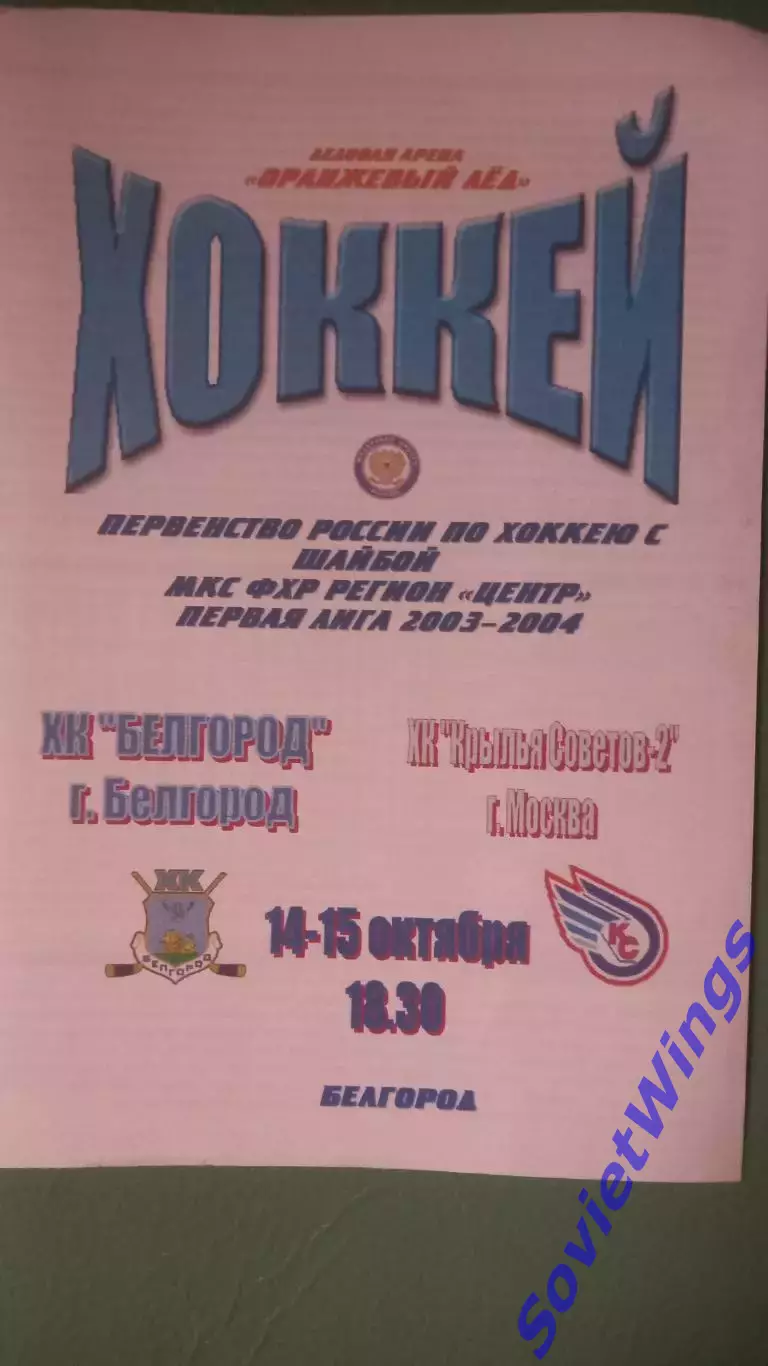 ЛЕДОВАЯ АРЕНА
«ОРАНЖЕВЫЙ ЛЁД»
ХОККЕЙ
ПЕРВЕНСТВО РОССИИ ПО ХОККЕЮ С
ШАЙБОЙ
МКС ФХР РЕГИОН «ЦЕНТР»
ПЕРВАЯ ЛИГА 2003-2004
ХК "БЕЛГОРОД"
г. Белгород
ХК "Крылья Советов-2"
г. Москва
ХК
БЕЛГОРОД
14-15 октября
18.30
КС
БЕЛГОРОД
SovietWings